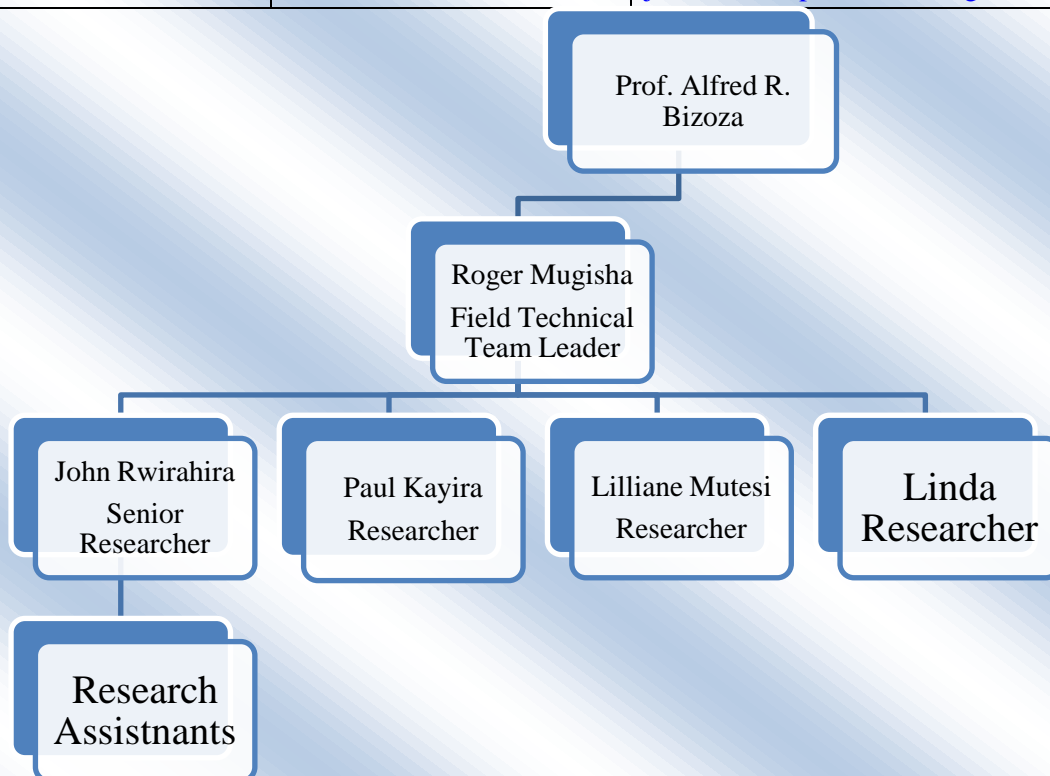 Prof. Alfred R.
Bizoza
Roger Mugisha
Field Technical
Team Leader
John Rwirahira
Senior
Researcher
Paul Kayira
Researcher
Lilliane Mutesi
Researcher
Linda
Researcher
Research
Assistnants